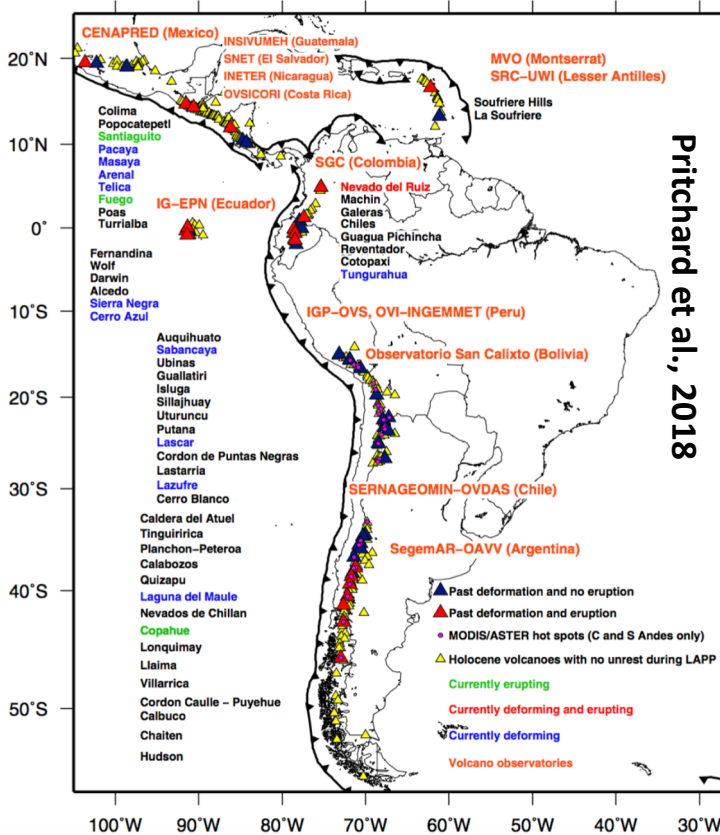 CENAPRED (Mexico)
INSIVUMEH (Guatemala)
SNET (El Salvador)
INETER (Nicaragua)
OVSICORI (Costa Rica)
MVO (Montserrat)
SRC-UWI (Lesser Antilles)
Soufriere Hills
La Soufriere
20°N
10°N
0°
10°S
20°S
30°S
40°S
50°S
Colima
Popocatepetl
Santiaguito
Pacaya
Masaya
Arenal
Telica
Fuego
Poas
Turrialba
SGC (Colombia)
Nevado del Ruiz
Machin
Galeras
Chiles
Guagua Pichincha
Reventador
Cotopaxi
Tungurahua
IG-EPN (Ecuador)
Fernandina
Wolf
Darwin
Alcedo
Sierra Negra
Cerro Azul
IGP-OVS, OVI-INGEMMET (Peru)
Observatorio San Calixto (Bolivia)
Auquihuato
Sabancaya
Ubinas
Guallatiri
Isluga
Sillajhuay
Uturuncu
Putana
Lascar
Cordon de Puntas Negras
Lastarria
Lazufre
Cerro Blanco
SERNAGEOMIN-OVDAS (Chile)
SegemAR-OAVV (Argentina)
Caldera del Atuel
Tinguiririca
Planchon-Peteroa
Calabozos
Quizapu
Laguna del Maule
Nevados de Chillan
Copahue
Lonquimay
Llaima
Villarrica
Cordon Caulle - Puyehue
Calbuco
Chaiten
Hudson
Past deformation and no eruption
Past deformation and eruption
MODIS/ASTER hot spots (C and S Andes only)
Holocene volcanoes with no unrest during LAPP
Currently erupting
Currently deforming and erupting
Currently deforming
Volcano observatories
100°W 90°W 80°W 70°W 60°W 50°W 40°W 30°W
Pritchard et al., 2018